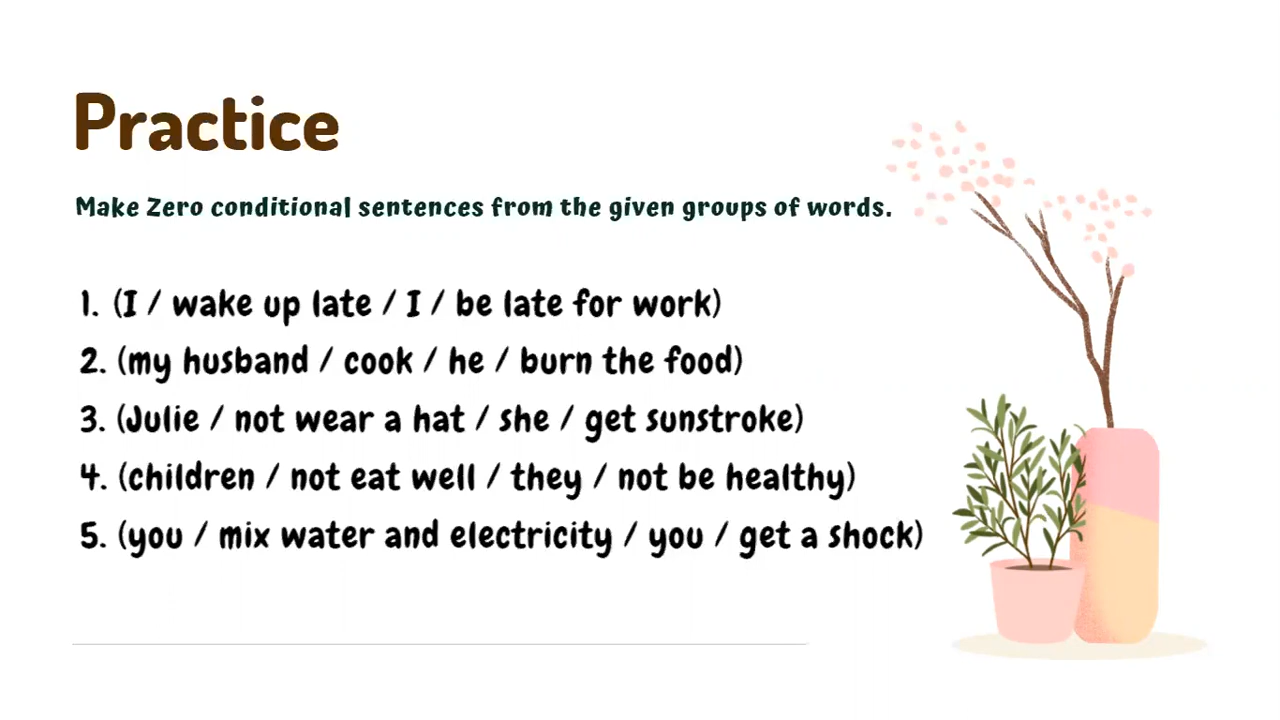 Practice
Make Zero conditional sentences from the given groups of words.
1. (I / wake up late / I / be late for work)
2. (my husband / cook / he / burn the food)
3. (Julie / not wear a hat / she / get sunstroke)
4. (children / not eat well / they / not be healthy)
5. (you / mix water and electricity / you / get a shock)